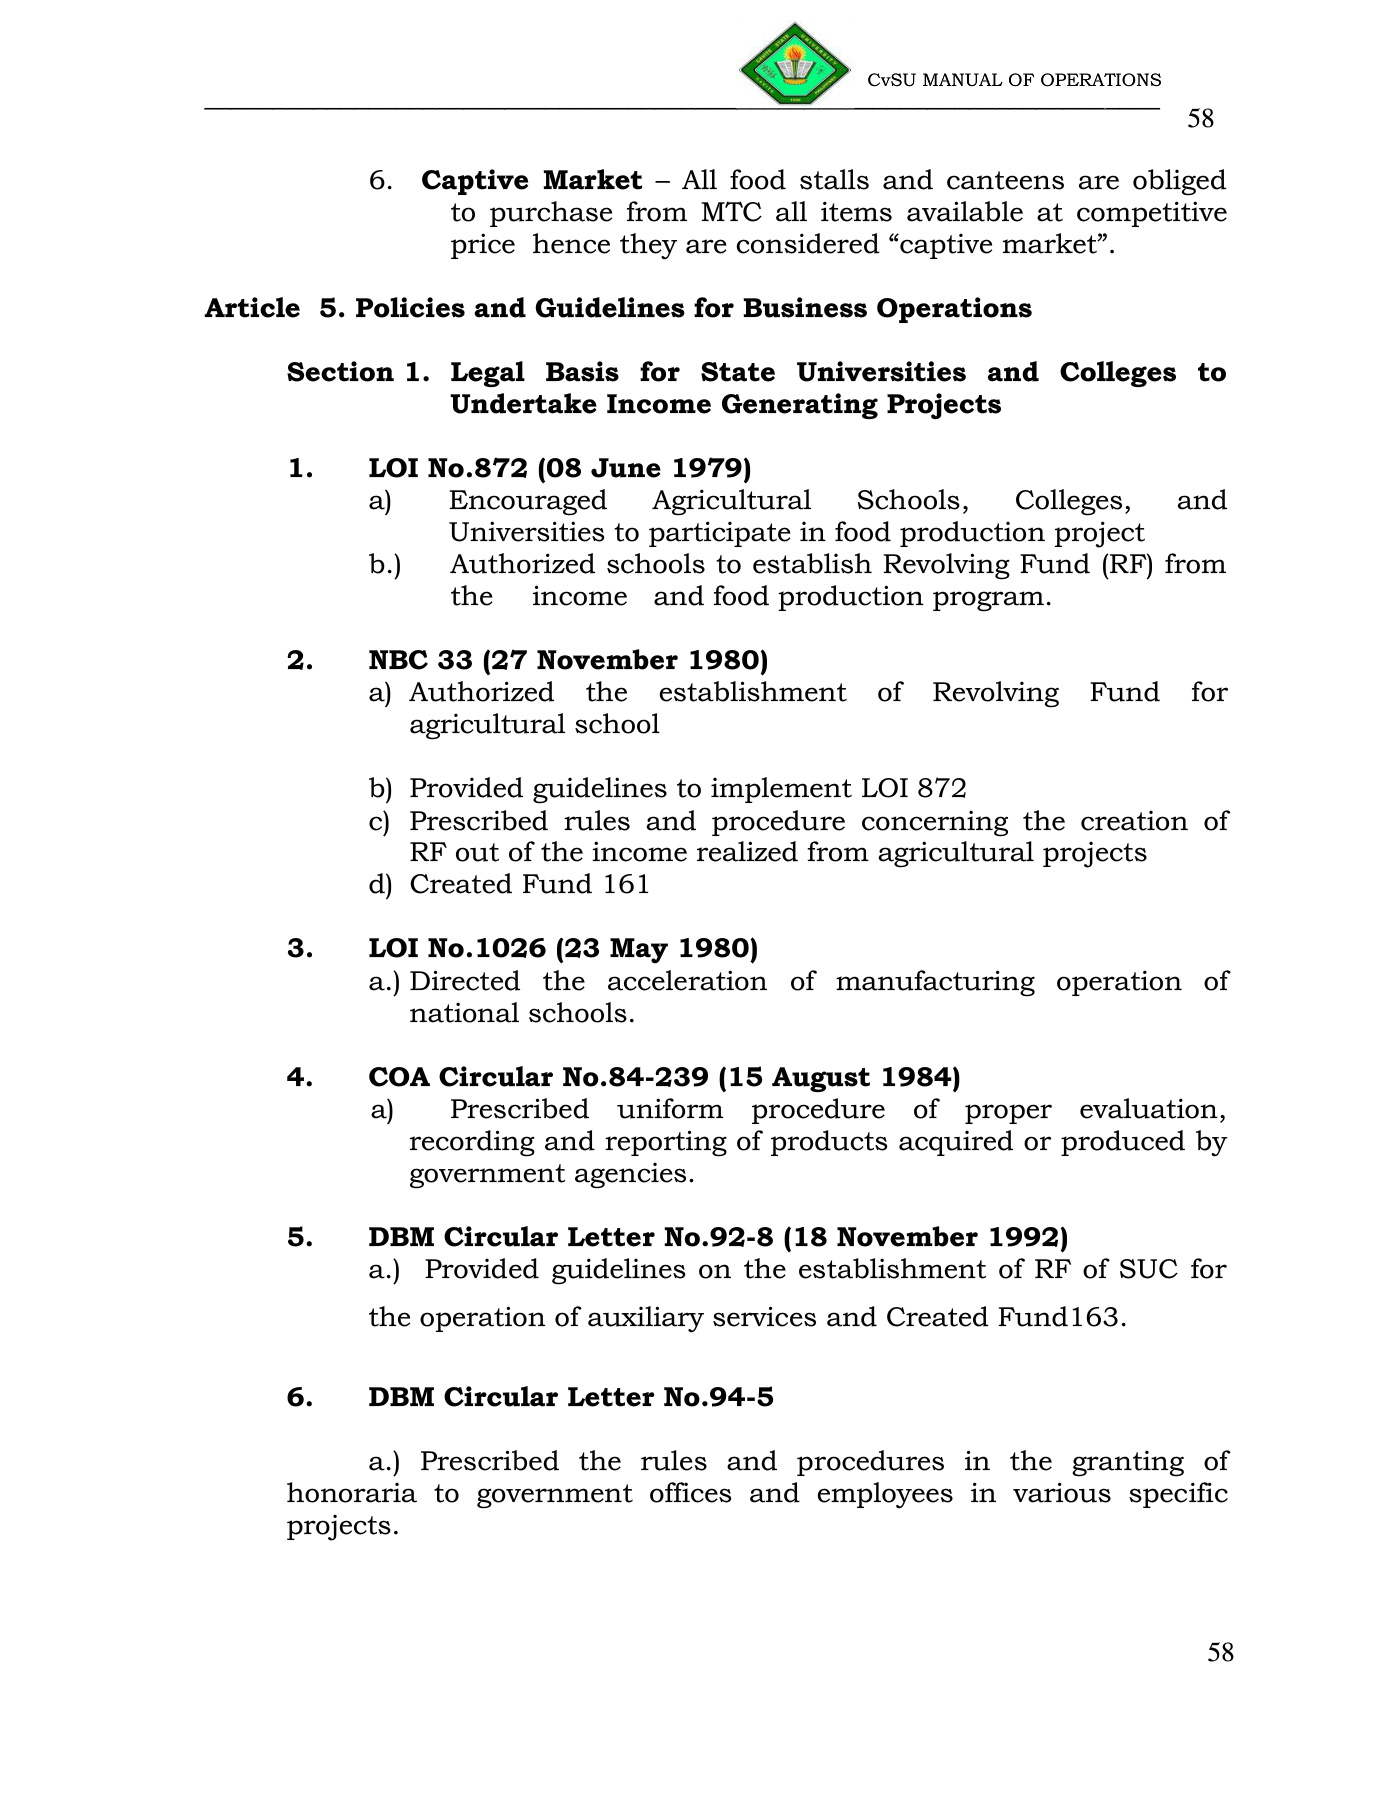 CvSU MANUAL OF OPERATIONS
58
6. Captive Market – All food stalls and canteens are obliged
to purchase from MTC all items available at competitive
price hence they are considered “captive market”.
Article 5. Policies and Guidelines for Business Operations
Section 1. Legal Basis for State Universities and Colleges to
Undertake Income Generating Projects
1. LOI No.872 (08 June 1979)
a) Encouraged Agricultural Schools, Colleges, and
Universities to participate in food production project
b.) Authorized schools to establish Revolving Fund (RF) from
the income and food production program.
2. NBC 33 (27 November 1980)
a) Authorized the establishment of Revolving Fund for
agricultural school
b) Provided guidelines to implement LOI 872
c) Prescribed rules and procedure concerning the creation of
RF out of the income realized from agricultural projects
d) Created Fund 161
3. LOI No.1026 (23 May 1980)
a.) Directed the acceleration of manufacturing operation of
national schools.
4. COA Circular No.84-239 (15 August 1984)
a) Prescribed uniform procedure of proper evaluation,
recording and reporting of products acquired or produced by
government agencies.
5. DBM Circular Letter No.92-8 (18 November 1992)
a.) Provided guidelines on the establishment of RF of SUC for
the operation of auxiliary services and Created Fund163.
6. DBM Circular Letter No.94-5
a.) Prescribed the rules and procedures in the granting of
honoraria to government offices and employees in various specific
projects.
58